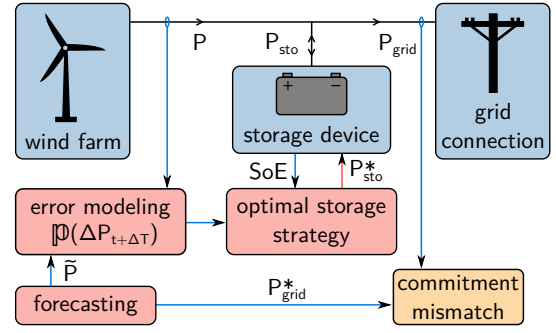 P
P_sto
P_grid
+ −
wind farm
storage device
grid
connection
SoE
P*_sto
error modeling
ℙ(ΔP_t+ΔT)
optimal storage
strategy
P̃
P*_grid
forecasting
commitment
mismatch